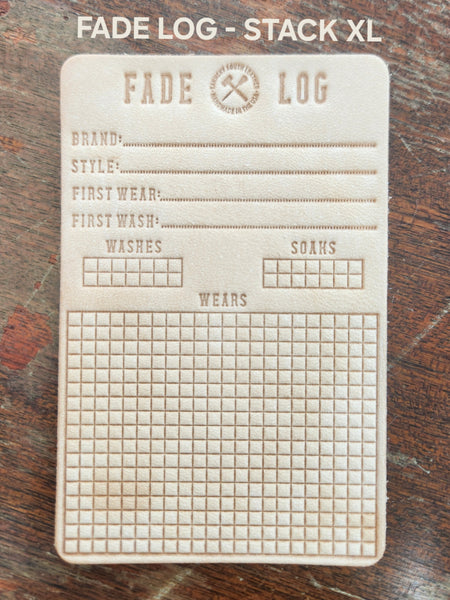 FADE LOG - STACK XL
FADE LOG
BRAND:
STYLE:
FIRST WEAR:
FIRST WASH:
WASHES SOAKS
WEARS